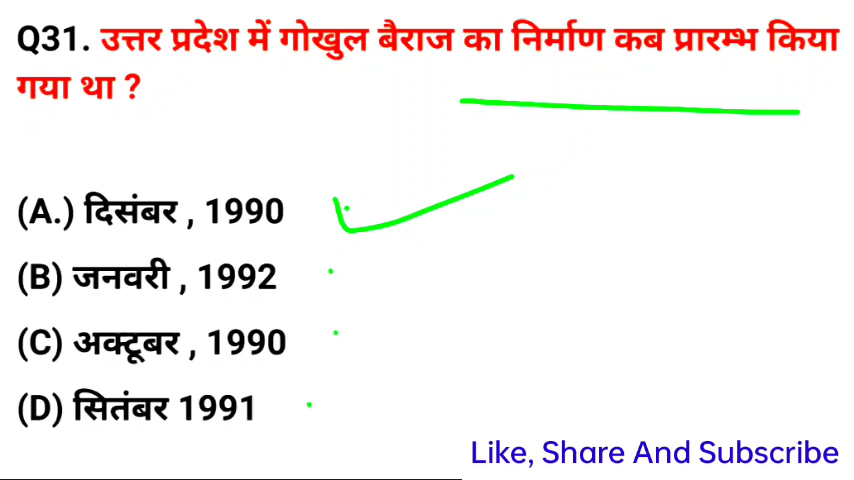 Q31. उत्तर प्रदेश में गोखुल बैराज का निर्माण कब प्रारम्भ किया
गया था ?
(A.) दिसंबर , 1990
(B) जनवरी , 1992
(C) अक्टूबर , 1990
(D) सितंबर 1991
Like, Share And Subscribe